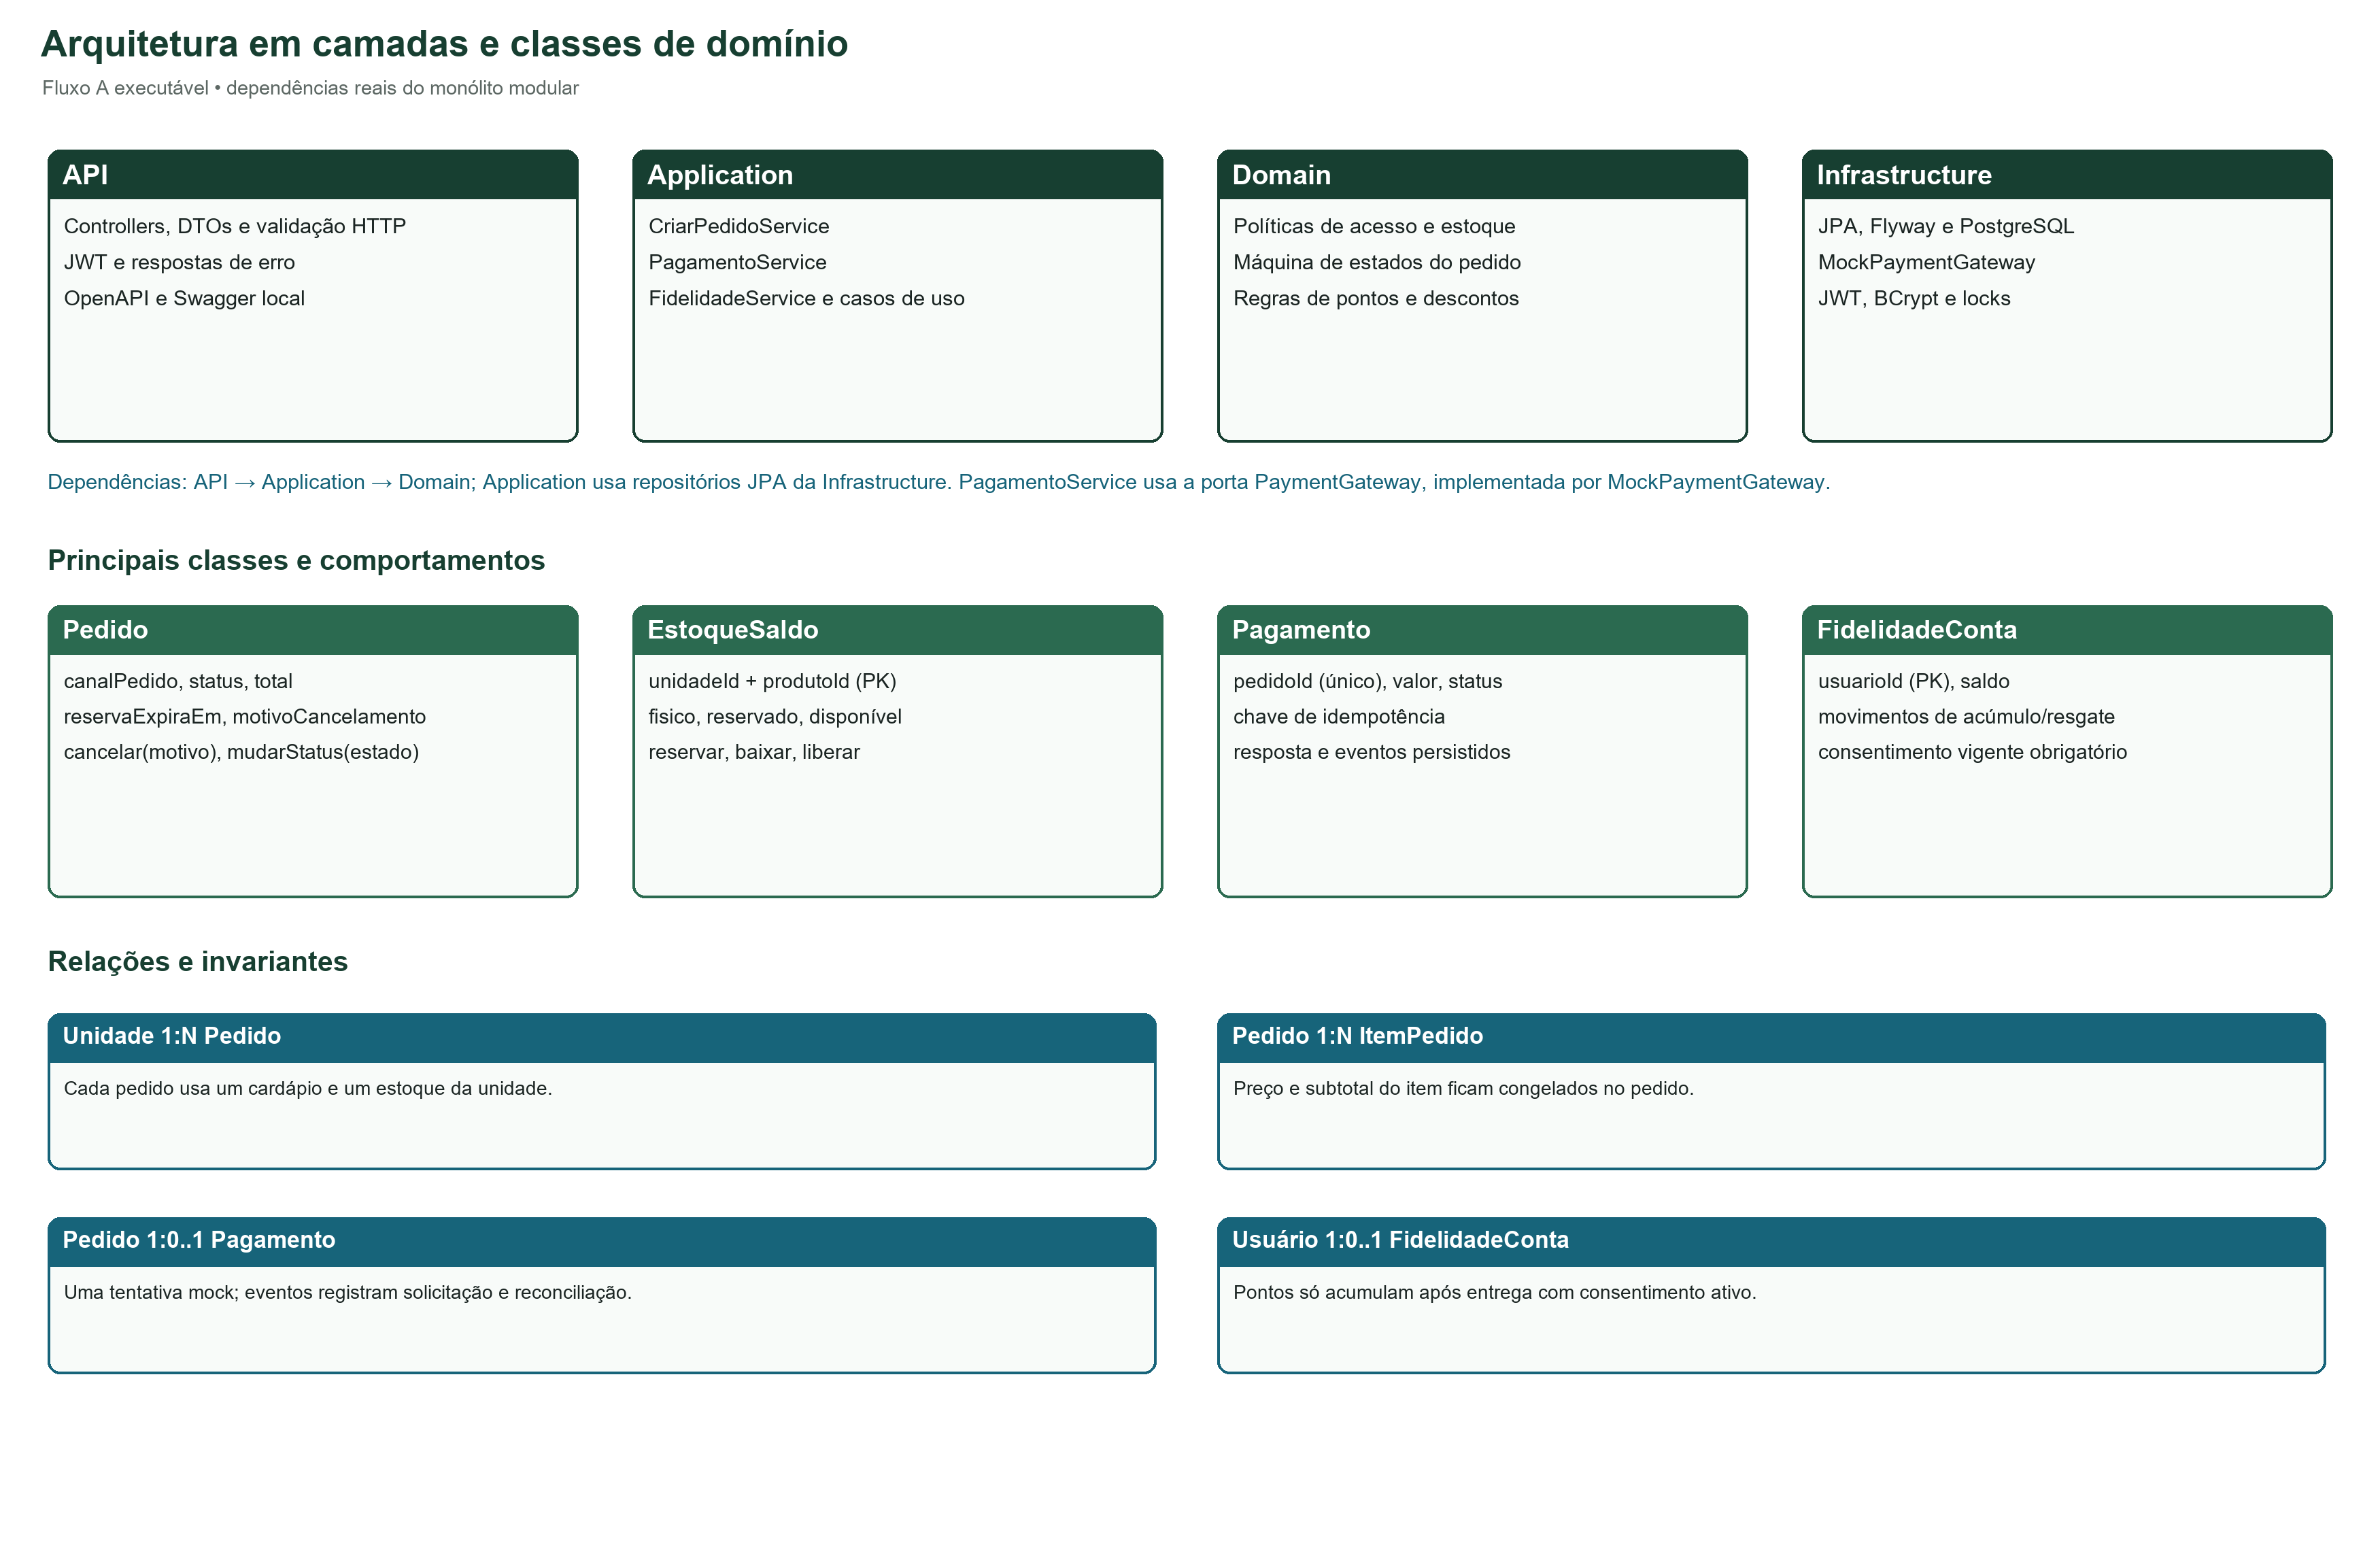 Arquitetura em camadas e classes de domínio
Fluxo A executável • dependências reais do monólito modular
API
Controllers, DTOs e validação HTTP
JWT e respostas de erro
OpenAPI e Swagger local
Application
CriarPedidoService
PagamentoService
FidelidadeService e casos de uso
Domain
Políticas de acesso e estoque
Máquina de estados do pedido
Regras de pontos e descontos
Infrastructure
JPA, Flyway e PostgreSQL
MockPaymentGateway
JWT, BCrypt e locks
Dependências: API → Application → Domain; Application usa repositórios JPA da Infrastructure. PagamentoService usa a porta PaymentGateway, implementada por MockPaymentGateway.
Principais classes e comportamentos
Pedido
canalPedido, status, total
reservaExpiraEm, motivoCancelamento
cancelar(motivo), mudarStatus(estado)
EstoqueSaldo
unidadeId + produtoId (PK)
fisico, reservado, disponível
reservar, baixar, liberar
Pagamento
pedidoId (único), valor, status
chave de idempotência
resposta e eventos persistidos
FidelidadeConta
usuarioId (PK), saldo
movimentos de acúmulo/resgate
consentimento vigente obrigatório
Relações e invariantes
Unidade 1:N Pedido
Cada pedido usa um cardápio e um estoque da unidade.
Pedido 1:N ItemPedido
Preço e subtotal do item ficam congelados no pedido.
Pedido 1:0..1 Pagamento
Uma tentativa mock; eventos registram solicitação e reconciliação.
Usuário 1:0..1 FidelidadeConta
Pontos só acumulam após entrega com consentimento ativo.